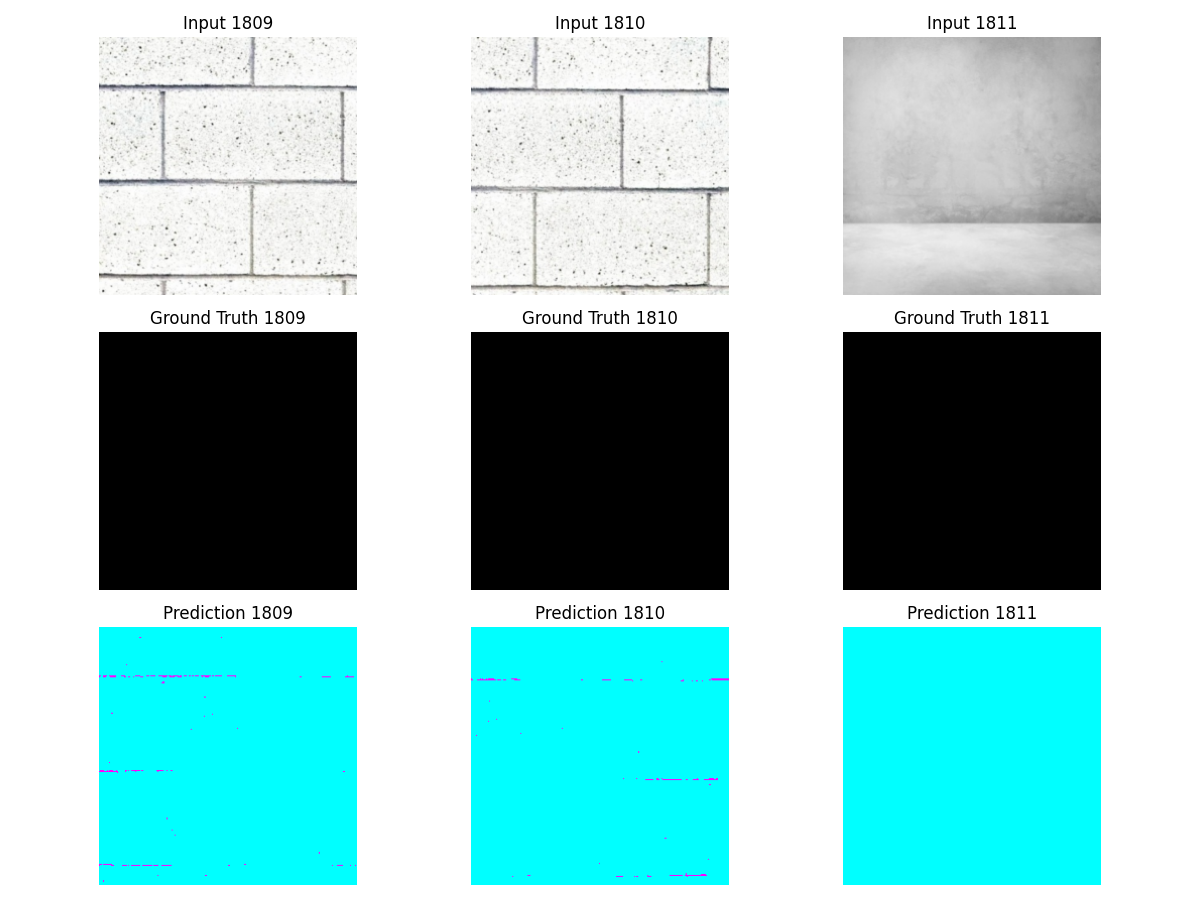 Input 1809
Input 1810
Input 1811
Ground Truth 1809
Ground Truth 1810
Ground Truth 1811
Prediction 1809
Prediction 1810
Prediction 1811